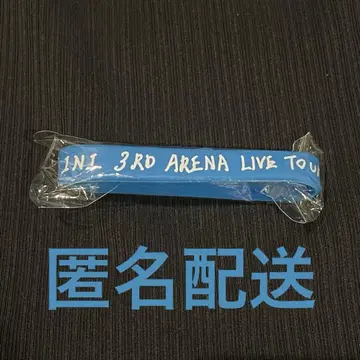 INI 3RD ARENA LIVE TOU
匿名配送